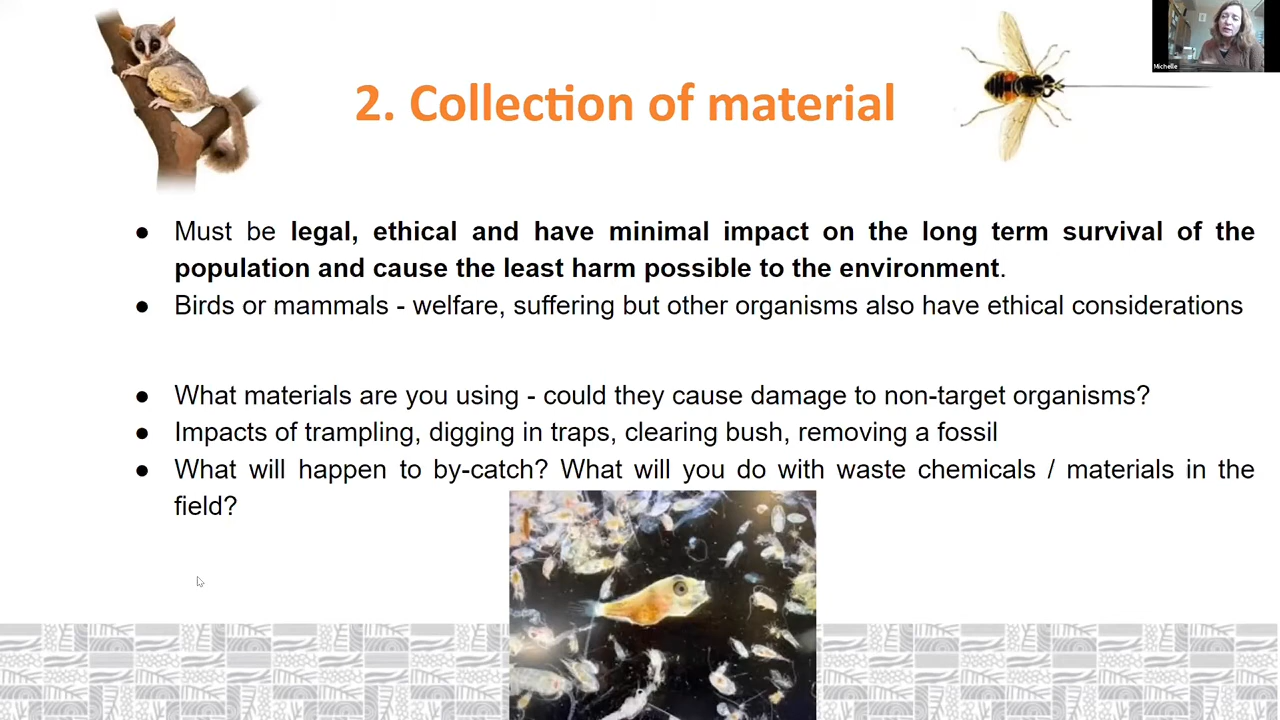 Michelle
2. Collection of material
● Must be legal, ethical and have minimal impact on the long term survival of the
population and cause the least harm possible to the environment.
● Birds or mammals - welfare, suffering but other organisms also have ethical considerations
● What materials are you using - could they cause damage to non-target organisms?
● Impacts of trampling, digging in traps, clearing bush, removing a fossil
● What will happen to by-catch? What will you do with waste chemicals / materials in the
field?